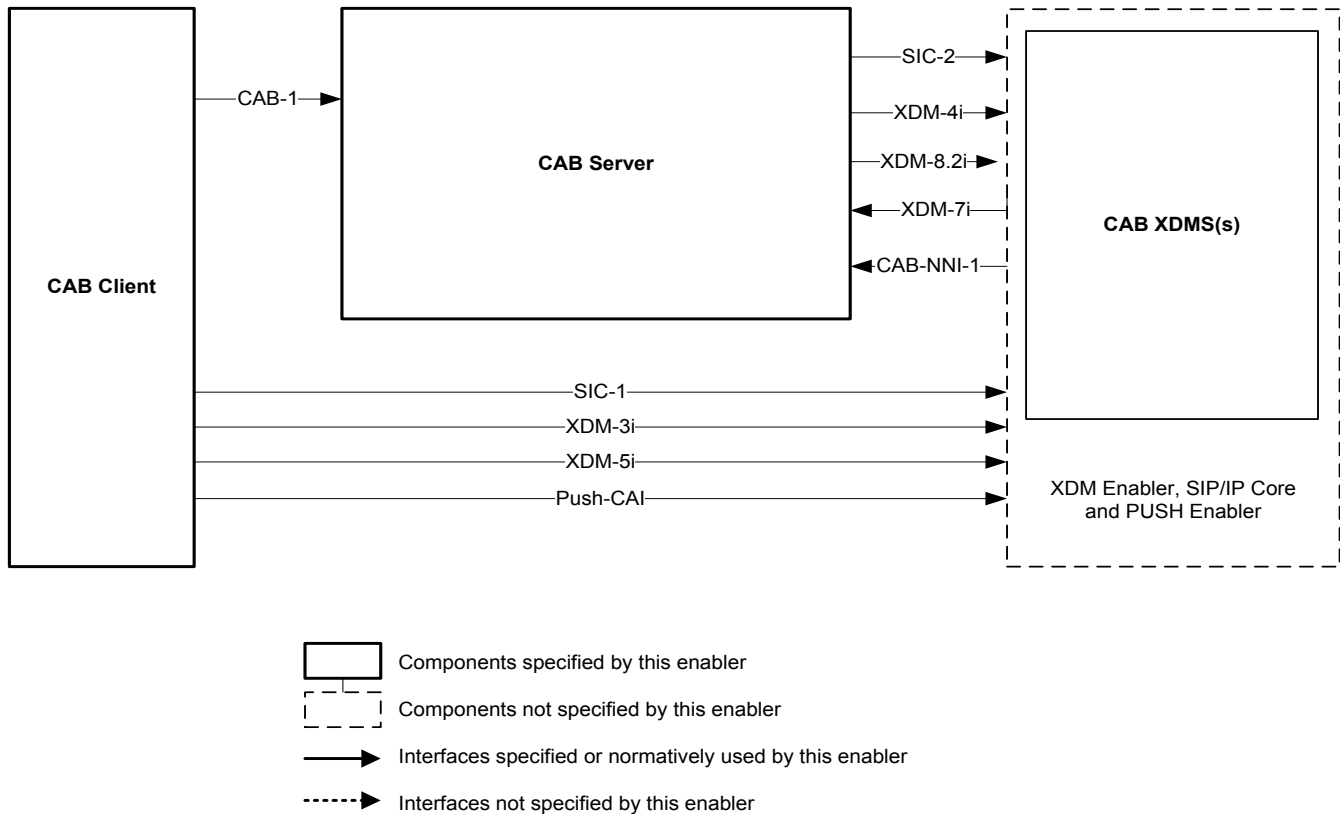 SIC-2
CAB-1
XDM-4i
CAB Server
XDM-8.2i
XDM-7i
CAB XDMS(s)
CAB-NNI-1
CAB Client
SIC-1
XDM-3i
XDM-5i
Push-CAI
XDM Enabler, SIP/IP Core
and PUSH Enabler
Components specified by this enabler
Components not specified by this enabler
Interfaces specified or normatively used by this enabler
Interfaces not specified by this enabler